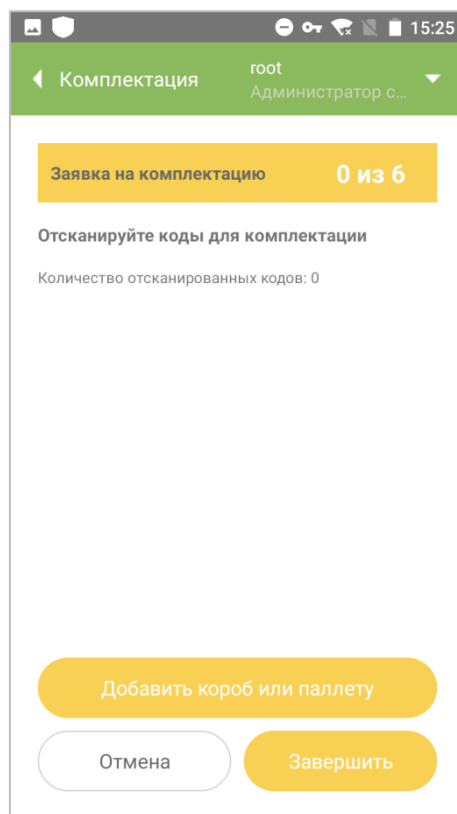 15:25
Комплектация
root
Администратор с...
Заявка на комплектацию 0 из 6
Отсканируйте коды для комплектации
Количество отсканированных кодов: 0
Добавить короб или паллету
Отмена Завершить